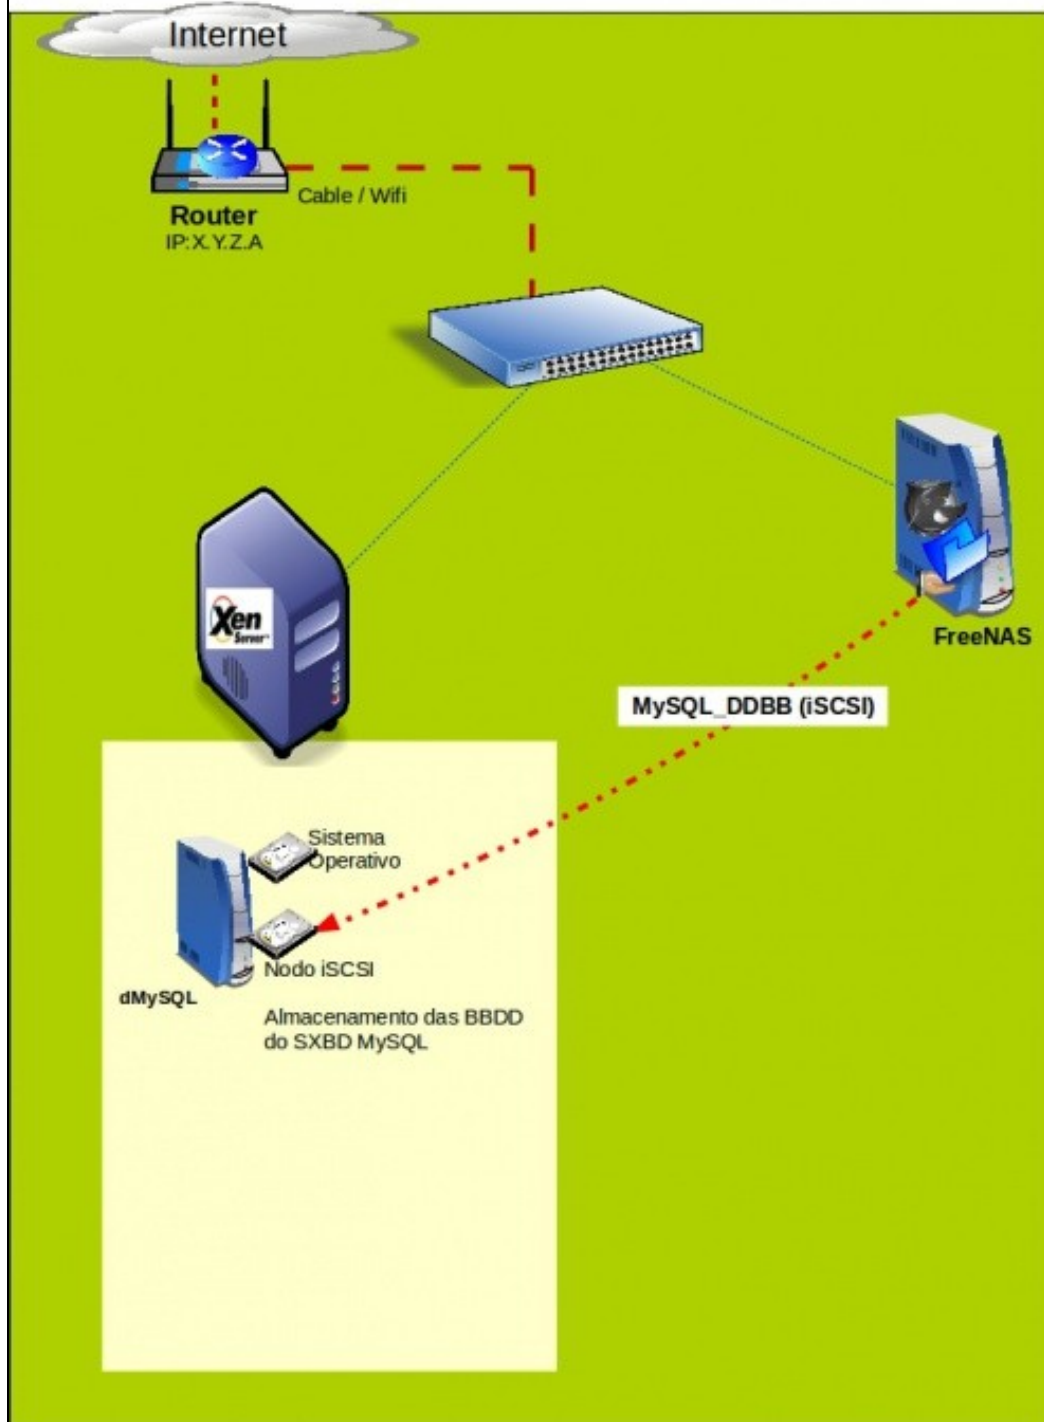 Internet
Cable / Wifi
Router
IP:X.Y.Z.A
Xen
Server™
FreeNAS
MySQL_DDBB (iSCSI)
Sistema
Operativo
Nodo iSCSI
dMySQL
Almacenamento das BBDD
do SXBD MySQL